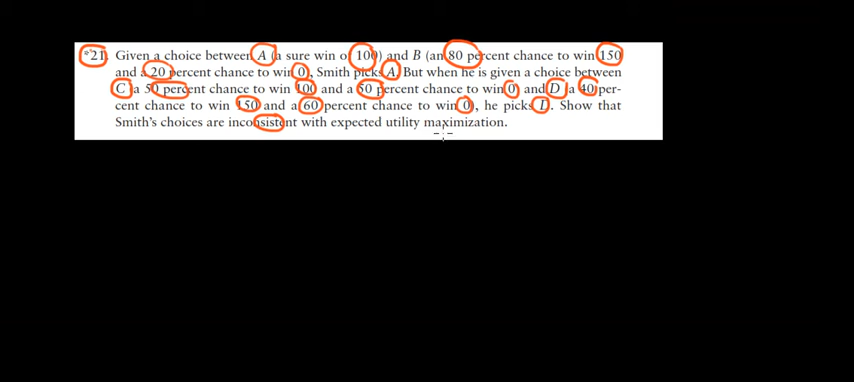 *21. Given a choice between A (a sure win of 100) and B (an 80 percent chance to win 150
and a 20 percent chance to win 0), Smith picks A. But when he is given a choice between
C (a 50 percent chance to win 100 and a 50 percent chance to win 0) and D (a 40 per-
cent chance to win 150 and a 60 percent chance to win 0), he picks D. Show that
Smith's choices are inconsistent with expected utility maximization.